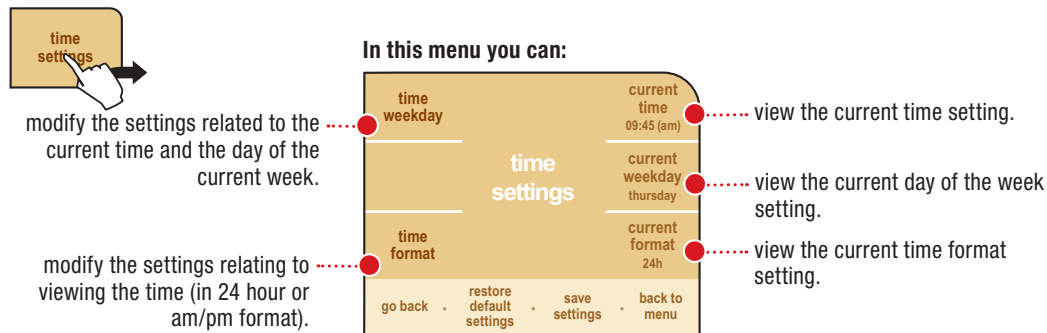 time
settings
In this menu you can:
modify the settings related to the
current time and the day of the
current week.
modify the settings relating to
viewing the time (in 24 hour or
am/pm format).
time
weekday
time
format
time
settings
current
time
09:45 (am)
current
weekday
thursday
current
format
24h
go back • restore default settings • save settings • back to menu
view the current time setting.
view the current day of the week
setting.
view the current time format
setting.